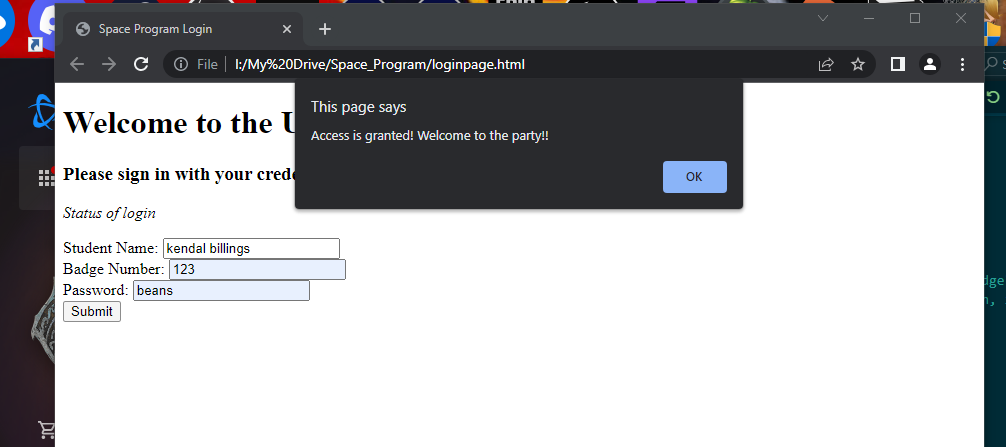 Space Program Login
File | I:/My%20Drive/Space_Program/loginpage.html
This page says
Access is granted! Welcome to the party!!
OK
Welcome to the U
Please sign in with your crede
Status of login
Student Name: kendal billings
Badge Number: 123
Password: beans
Submit
dge